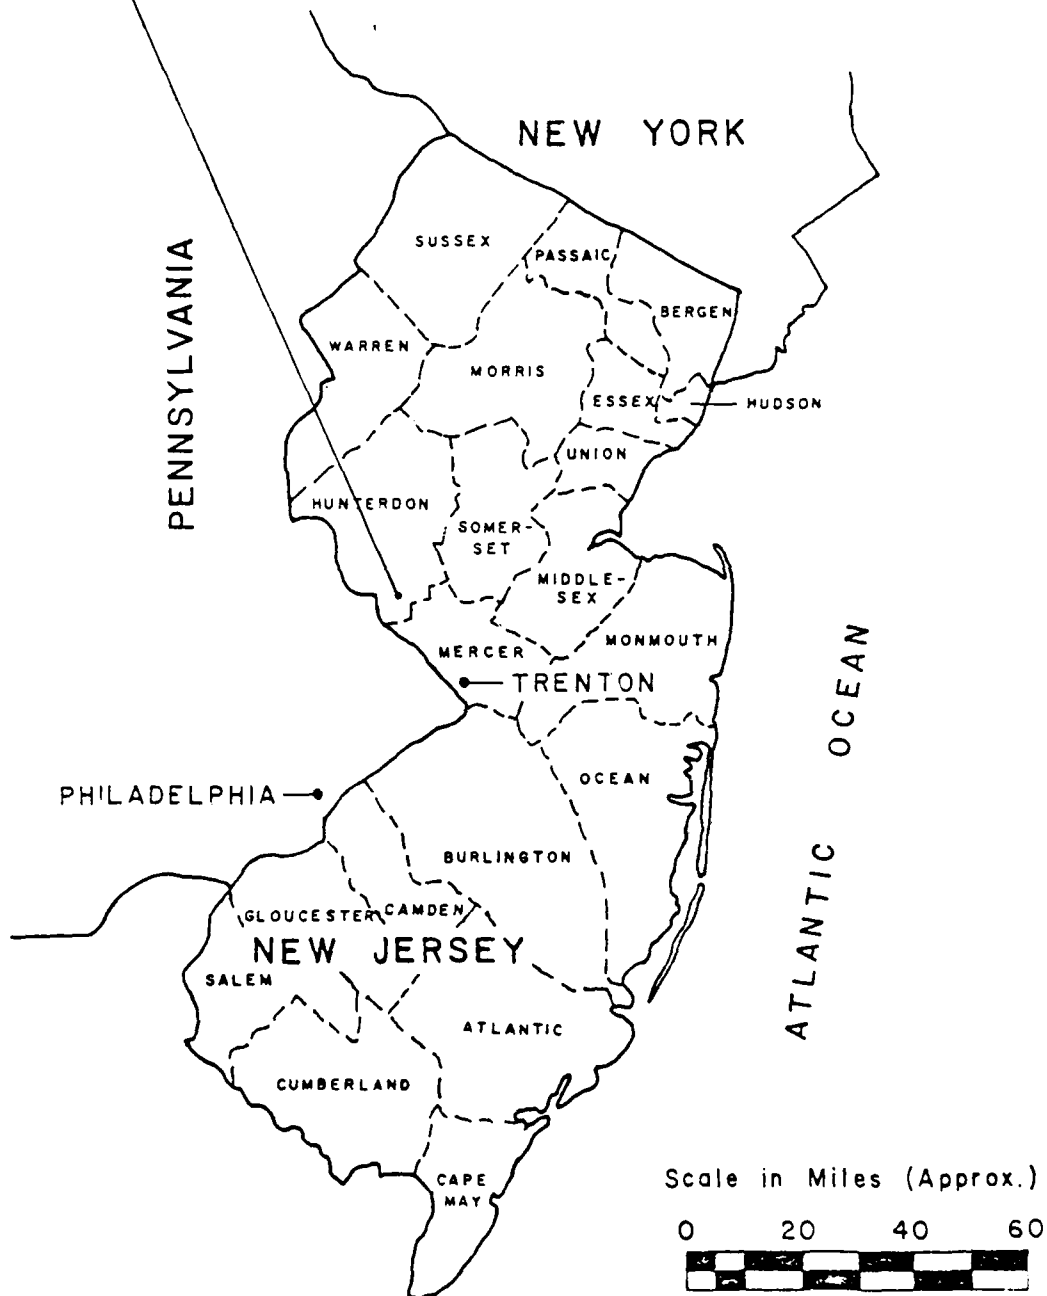 NEW YORK
SUSSEX
PASSAIC
PENNSYLVANIA
BERGEN
WARREN
MORRIS
ESSEX
HUDSON
UNION
HUNTERDON
SOMER-
SET
MIDDLE-
SEX
MONMOUTH
MERCER
TRENTON
ATLANTIC OCEAN
OCEAN
PHILADELPHIA
BURLINGTON
GLOUCESTER
CAMDEN
NEW JERSEY
SALEM
ATLANTIC
CUMBERLAND
CAPE
MAY
Scale in Miles (Approx.)
0 20 40 60